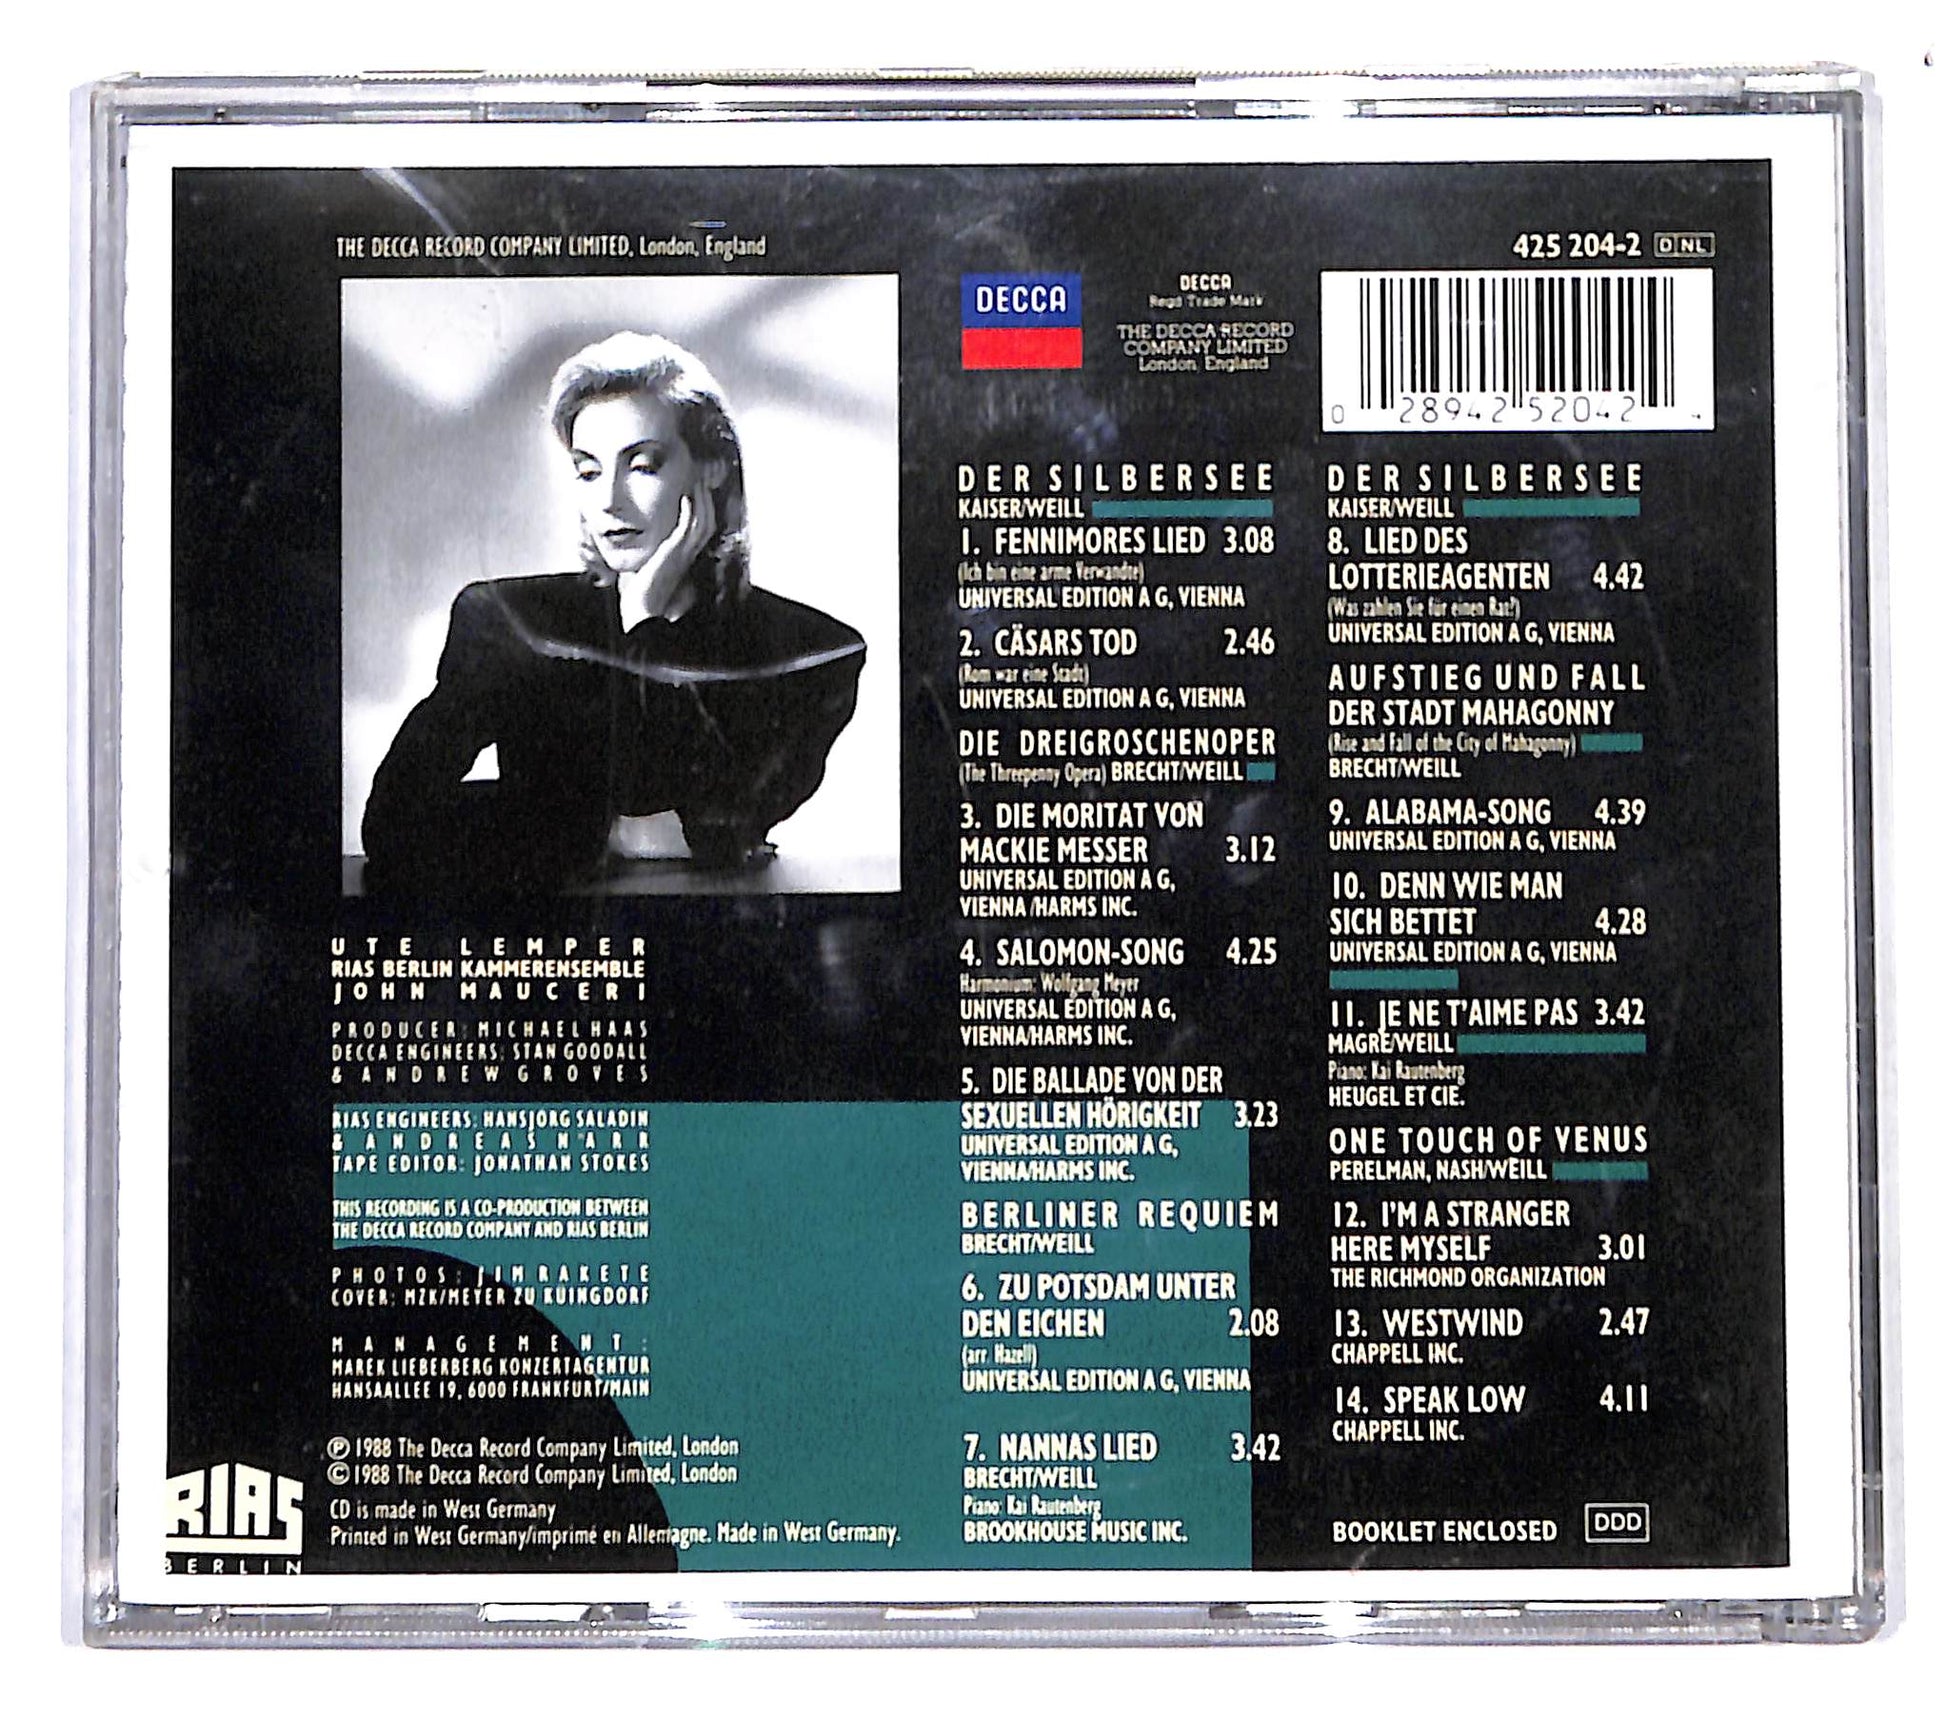 THE DECCA RECORD COMPANY LIMITED, London, England
425 204-2 D NL
DECCA
DECCA
Regd Trade Mark
THE DECCA RECORD
COMPANY LIMITED
London England
0 28942 52042 4
UTE LEMPER
RIAS BERLIN KAMMERENSEMBLE
JOHN MAUCERI
PRODUCER: MICHAEL HAAS
DECCA ENGINEERS: STAN GOODALL
& ANDREW GROVES
RIAS ENGINEERS: HANSJORG SALADIN
& ANDREAS NARR
TAPE EDITOR: JONATHAN STOKES
THIS RECORDING IS A CO-PRODUCTION BETWEEN
THE DECCA RECORD COMPANY AND RIAS BERLIN
PHOTOS: JIM RAKETE
COVER: MZK/MEYER ZU KUINGDORF
MANAGEMENT:
MAREK LIEBERBERG KONZERTAGENTUR
HANSAALLEE 19, 6000 FRANKFURT/MAIN
℗ 1988 The Decca Record Company Limited, London
© 1988 The Decca Record Company Limited, London
CD is made in West Germany
Printed in West Germany/imprimé en Allemagne. Made in West Germany.
RIAS
BERLIN
DER SILBERSEE
KAISER/WEILL
1. FENNIMORES LIED 3.08
(Ich bin eine arme Verwandte)
UNIVERSAL EDITION A G, VIENNA
2. CÄSARS TOD 2.46
(Rom war eine Stadt)
UNIVERSAL EDITION A G, VIENNA
DIE DREIGROSCHENOPER
(The Threepenny Opera) BRECHT/WEILL
3. DIE MORITAT VON
MACKIE MESSER 3.12
UNIVERSAL EDITION A G,
VIENNA /HARMS INC.
4. SALOMON-SONG 4.25
Harmonium: Wolfgang Meyer
UNIVERSAL EDITION A G,
VIENNA/HARMS INC.
5. DIE BALLADE VON DER
SEXUELLEN HÖRIGKEIT 3.23
UNIVERSAL EDITION A G,
VIENNA/HARMS INC.
BERLINER REQUIEM
BRECHT/WEILL
6. ZU POTSDAM UNTER
DEN EICHEN 2.08
(arr. Hazell)
UNIVERSAL EDITION A G, VIENNA
7. NANNAS LIED 3.42
BRECHT/WEILL
Piano: Kai Rautenberg
BROOKHOUSE MUSIC INC.
DER SILBERSEE
KAISER/WEILL
8. LIED DES
LOTTERIEAGENTEN 4.42
(Was zahlen Sie für einen Rat?)
UNIVERSAL EDITION A G, VIENNA
AUFSTIEG UND FALL
DER STADT MAHAGONNY
(Rise and Fall of the City of Mahagonny)
BRECHT/WEILL
9. ALABAMA-SONG 4.39
UNIVERSAL EDITION A G, VIENNA
10. DENN WIE MAN
SICH BETTET 4.28
UNIVERSAL EDITION A G, VIENNA
11. JE NE T'AIME PAS 3.42
MAGRE/WEILL
Piano: Kai Rautenberg
HEUGEL ET CIE.
ONE TOUCH OF VENUS
PERELMAN, NASH/WEILL
12. I'M A STRANGER
HERE MYSELF 3.01
THE RICHMOND ORGANIZATION
13. WESTWIND 2.47
CHAPPELL INC.
14. SPEAK LOW 4.11
CHAPPELL INC.
BOOKLET ENCLOSED DDD